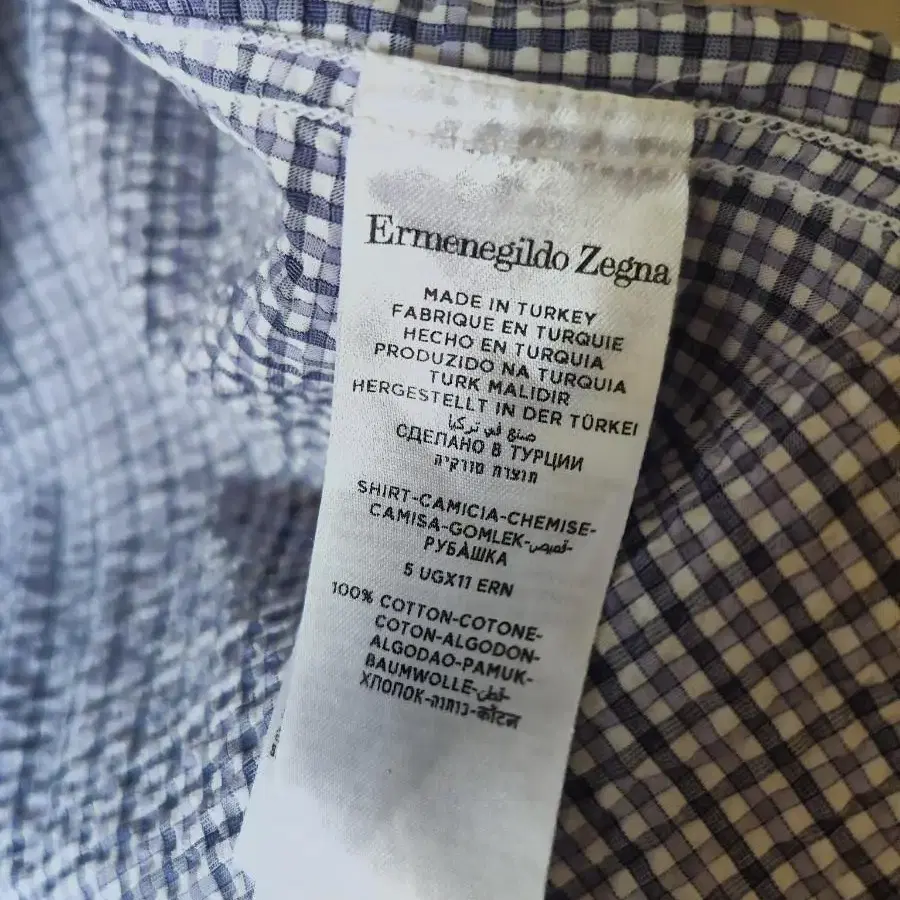 Ermenegildo Zegna
MADE IN TURKEY
FABRIQUE EN TURQUIE
HECHO EN TURQUIA
PRODUZIDO NA TURQUIA
TURK MALIDIR
HERGESTELLT IN DER TÜRKEI
صنع في تركيا
СДЕЛАНО В ТУРЦИИ
תוצרת טורקיה
SHIRT-CAMICIA-CHEMISE-
CAMISA-GOMLEK-قميص-
РУБАШКА
5 UGX11 ERN
100% COTTON-COTONE-
COTON-ALGODON-
ALGODAO-PAMUK-
BAUMWOLLE-قطن-
ХЛОПОК-כותנה-कॉटन